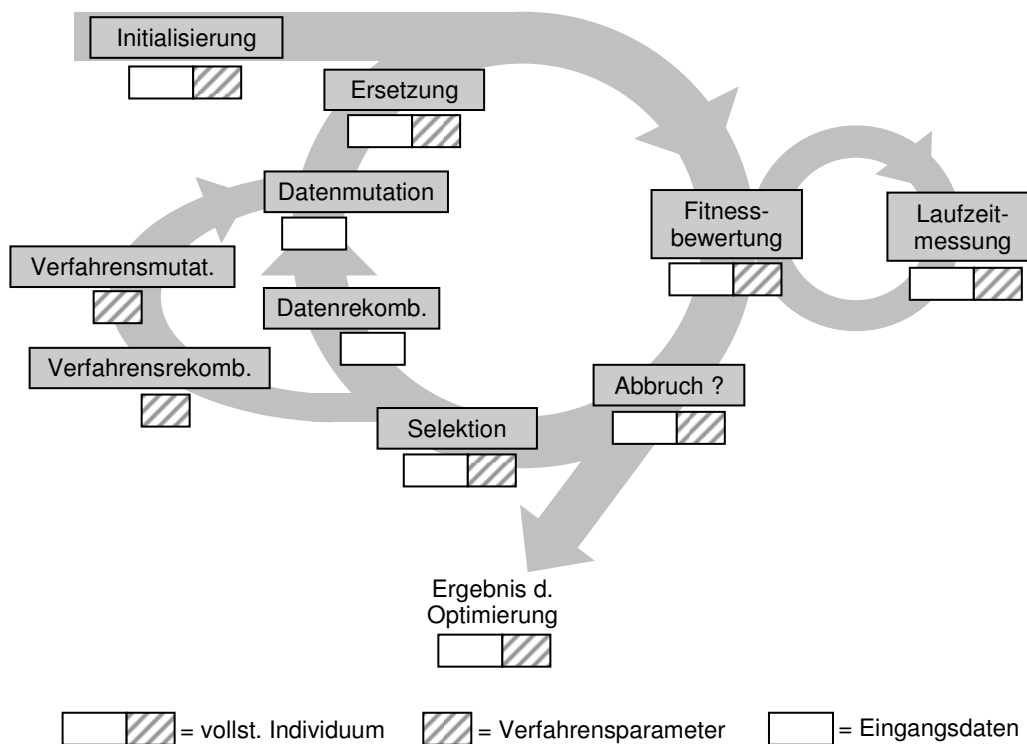 Initialisierung
Ersetzung
Datenmutation
Fitness-
bewertung
Laufzeit-
messung
Verfahrensmutat.
Datenrekomb.
Verfahrensrekomb.
Abbruch ?
Selektion
Ergebnis d.
Optimierung
= vollst. Individuum
= Verfahrensparameter
= Eingangsdaten